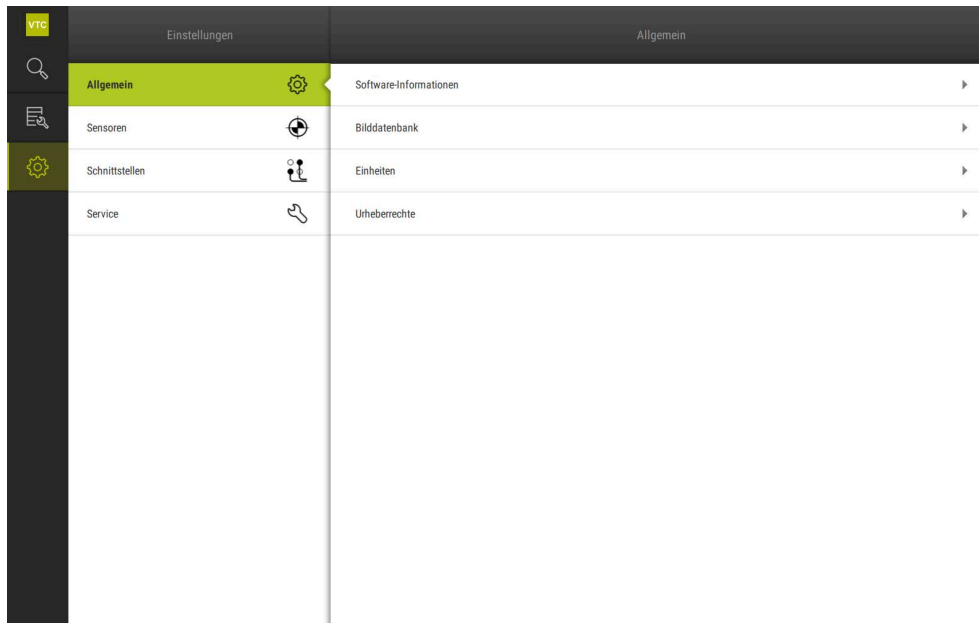 VTC
Einstellungen
Allgemein
Allgemein
Sensoren
Schnittstellen
Service
Software-Informationen
Bilddatenbank
Einheiten
Urheberrechte